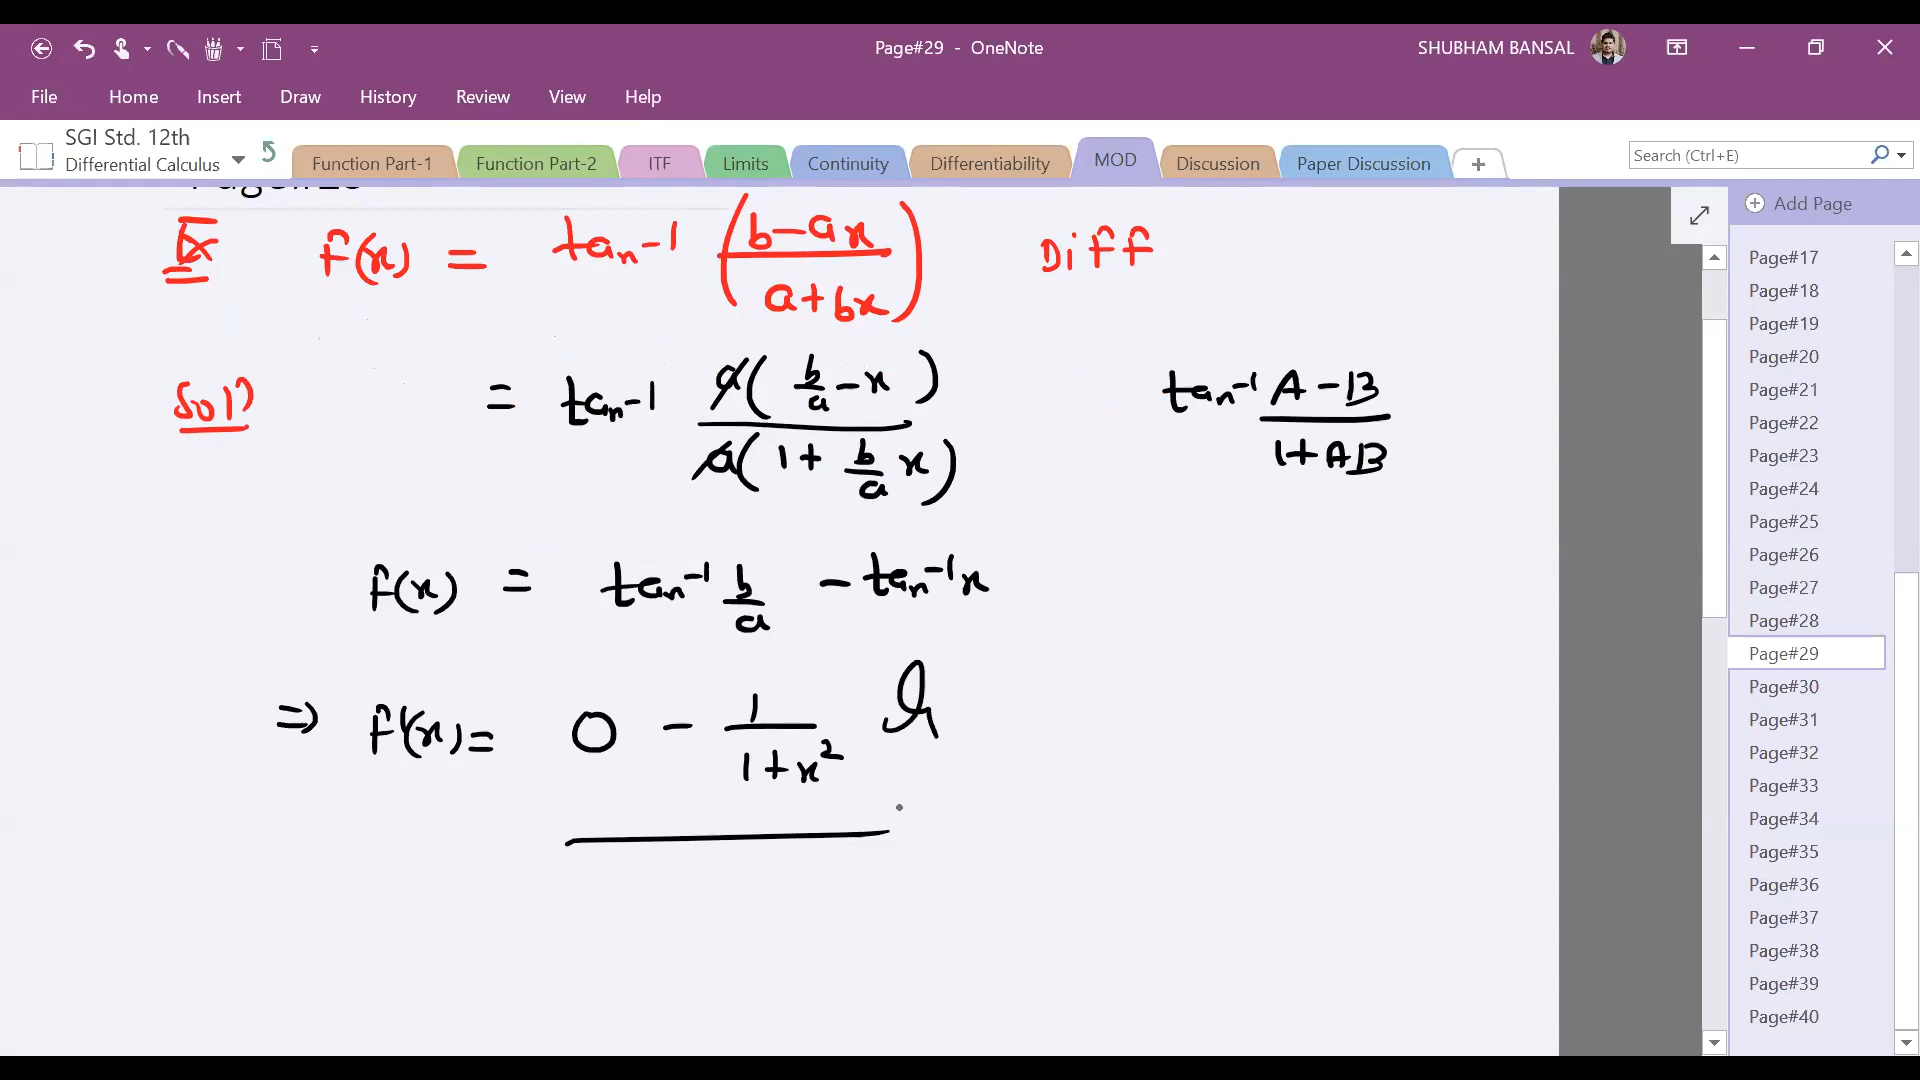 Page#29 - OneNote
SHUBHAM BANSAL
File Home Insert Draw History Review View Help
SGI Std. 12th
Differential Calculus
Function Part-1 Function Part-2 ITF Limits Continuity Differentiability MOD Discussion Paper Discussion +
Search (Ctrl+E)
Add Page
Ex f(x) = tan-1 (b-ax / a+bx) Diff
Sol? = tan-1 a(b/a - x) / a(1 + b/a x)
tan-1 A-B / 1+AB
f(x) = tan-1 b/a - tan-1 x
=> f'(x) = 0 - 1 / 1+x²
Page#17
Page#18
Page#19
Page#20
Page#21
Page#22
Page#23
Page#24
Page#25
Page#26
Page#27
Page#28
Page#29
Page#30
Page#31
Page#32
Page#33
Page#34
Page#35
Page#36
Page#37
Page#38
Page#39
Page#40